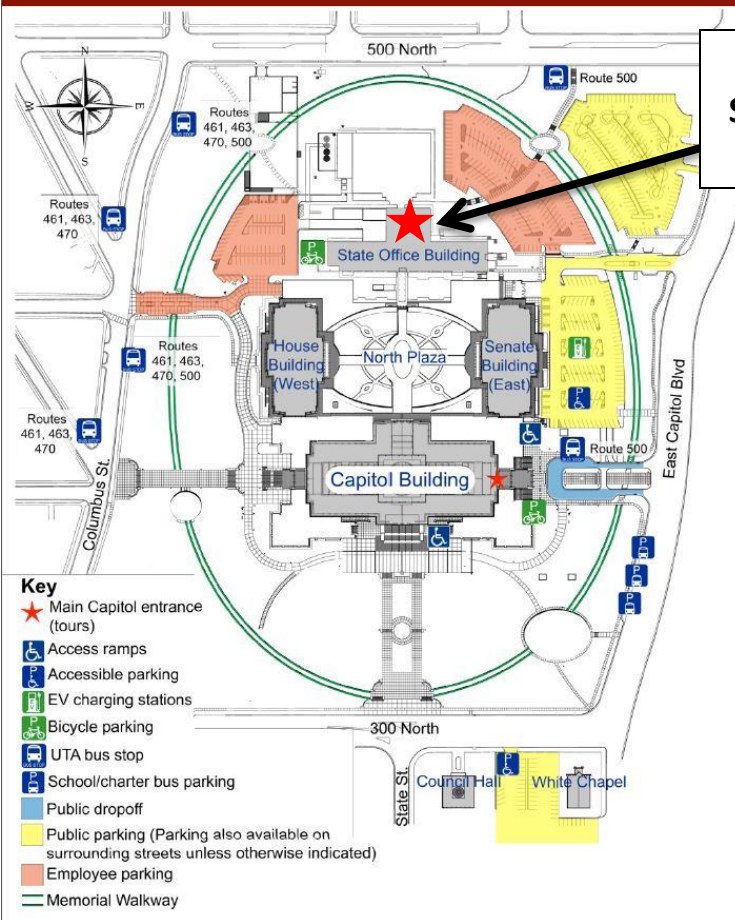 500 North
N
W
E
S
Route 500
Routes
461, 463,
470, 500
S
Routes
461, 463,
470
P
State Office Building
House
Building
(West)
North Plaza
Senate
Building
(East)
Routes
461, 463,
470, 500
P
East Capitol Blvd
Routes
461, 463,
470
Route 500
Columbus St.
Capitol Building
P
P
P
P
Key
Main Capitol entrance
(tours)
Access ramps
P
Accessible parking
EV charging stations
P
Bicycle parking
BUS STOP
UTA bus stop
P
School/charter bus parking
Public dropoff
Public parking (Parking also available on
surrounding streets unless otherwise indicated)
Employee parking
Memorial Walkway
300 North
State St.
Council Hall
P
White Chapel